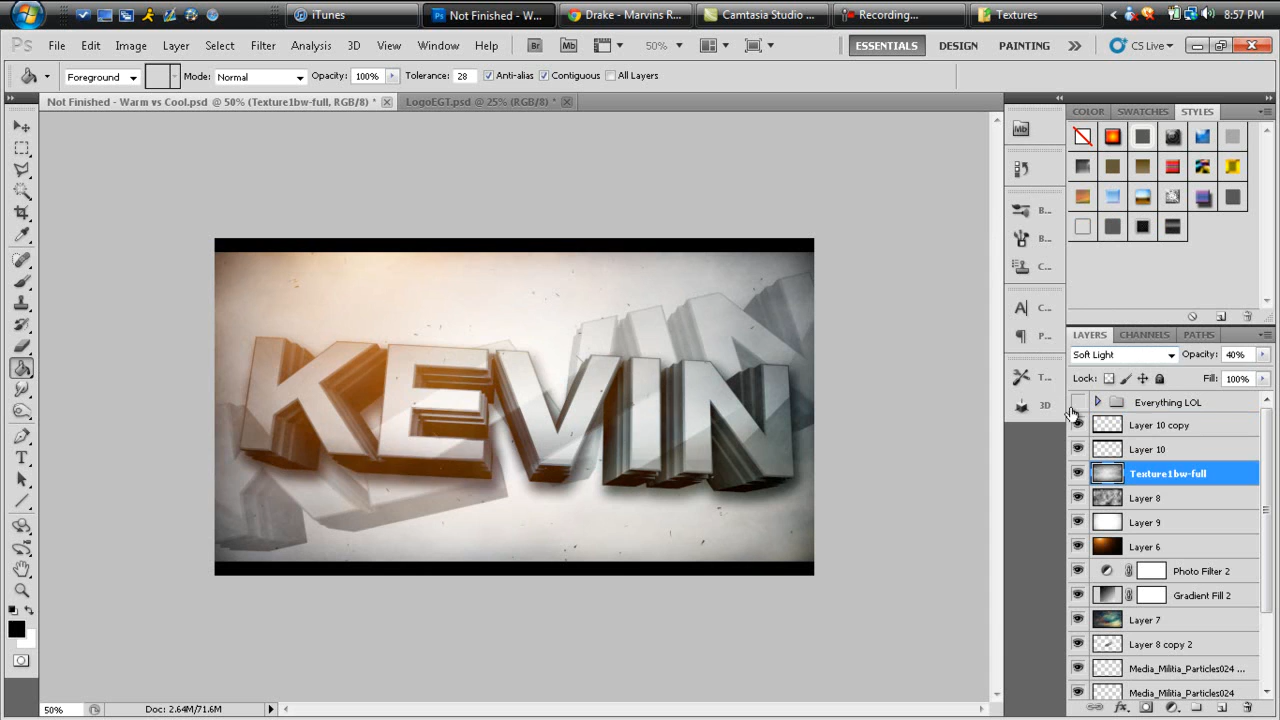 iTunes
Not Finished - W...
Drake - Marvins R...
Camtasia Studio ...
Recording...
Textures
8:57 PM
Ps
File Edit Image Layer Select Filter Analysis 3D View Window Help
Br
Mb
50%
ESSENTIALS
DESIGN
PAINTING
CS Live
Foreground
Mode: Normal
Opacity: 100%
Tolerance: 28
Anti-alias
Contiguous
All Layers
Not Finished - Warm vs Cool.psd @ 50% (Texture1bw-full, RGB/8) *
LogoEGT.psd @ 25% (RGB/8) *
COLOR SWATCHES STYLES
Mb
B...
B...
C...
C...
P...
T...
3D
KEVIN
LAYERS CHANNELS PATHS
Soft Light
Opacity: 40%
Lock:
Fill: 100%
Everything LOL
Layer 10 copy
Layer 10
Texture1bw-full
Layer 8
Layer 9
Layer 6
Photo Filter 2
Gradient Fill 2
Layer 7
Layer 8 copy 2
Media_Militia_Particles024 ...
Media_Militia_Particles024
50%
Doc: 2.64M/71.6M